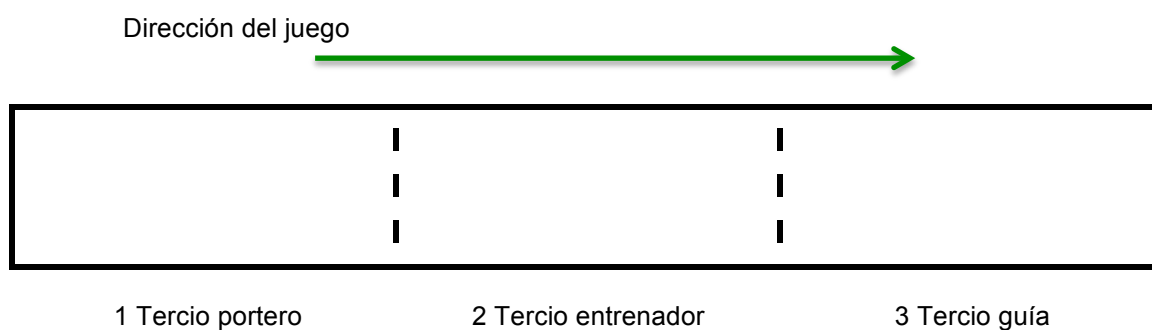 Dirección del juego
1 Tercio portero 2 Tercio entrenador 3 Tercio guía